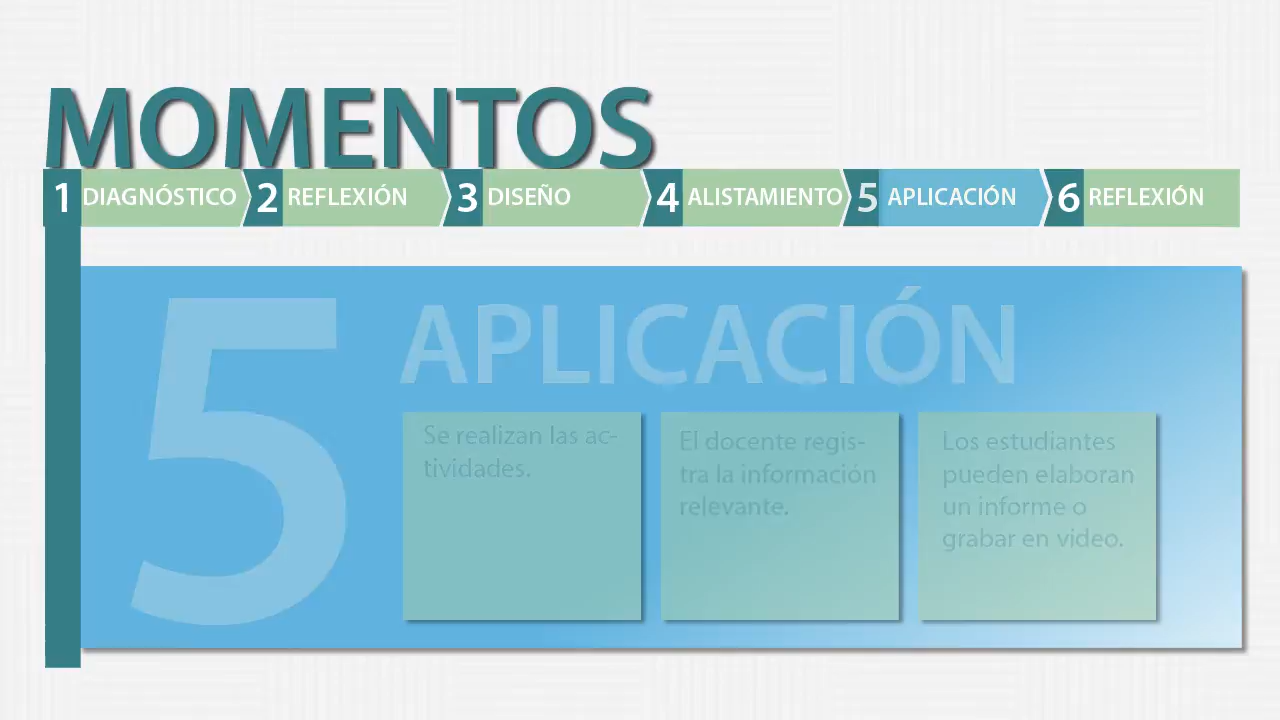 MOMENTOS
1 DIAGNÓSTICO 2 REFLEXIÓN 3 DISEÑO 4 ALISTAMIENTO 5 APLICACIÓN 6 REFLEXIÓN
5 APLICACIÓN
Se realizan las ac-
tividades.
El docente regis-
tra la información
relevante.
Los estudiantes
pueden elaboran
un informe o
grabar en video.